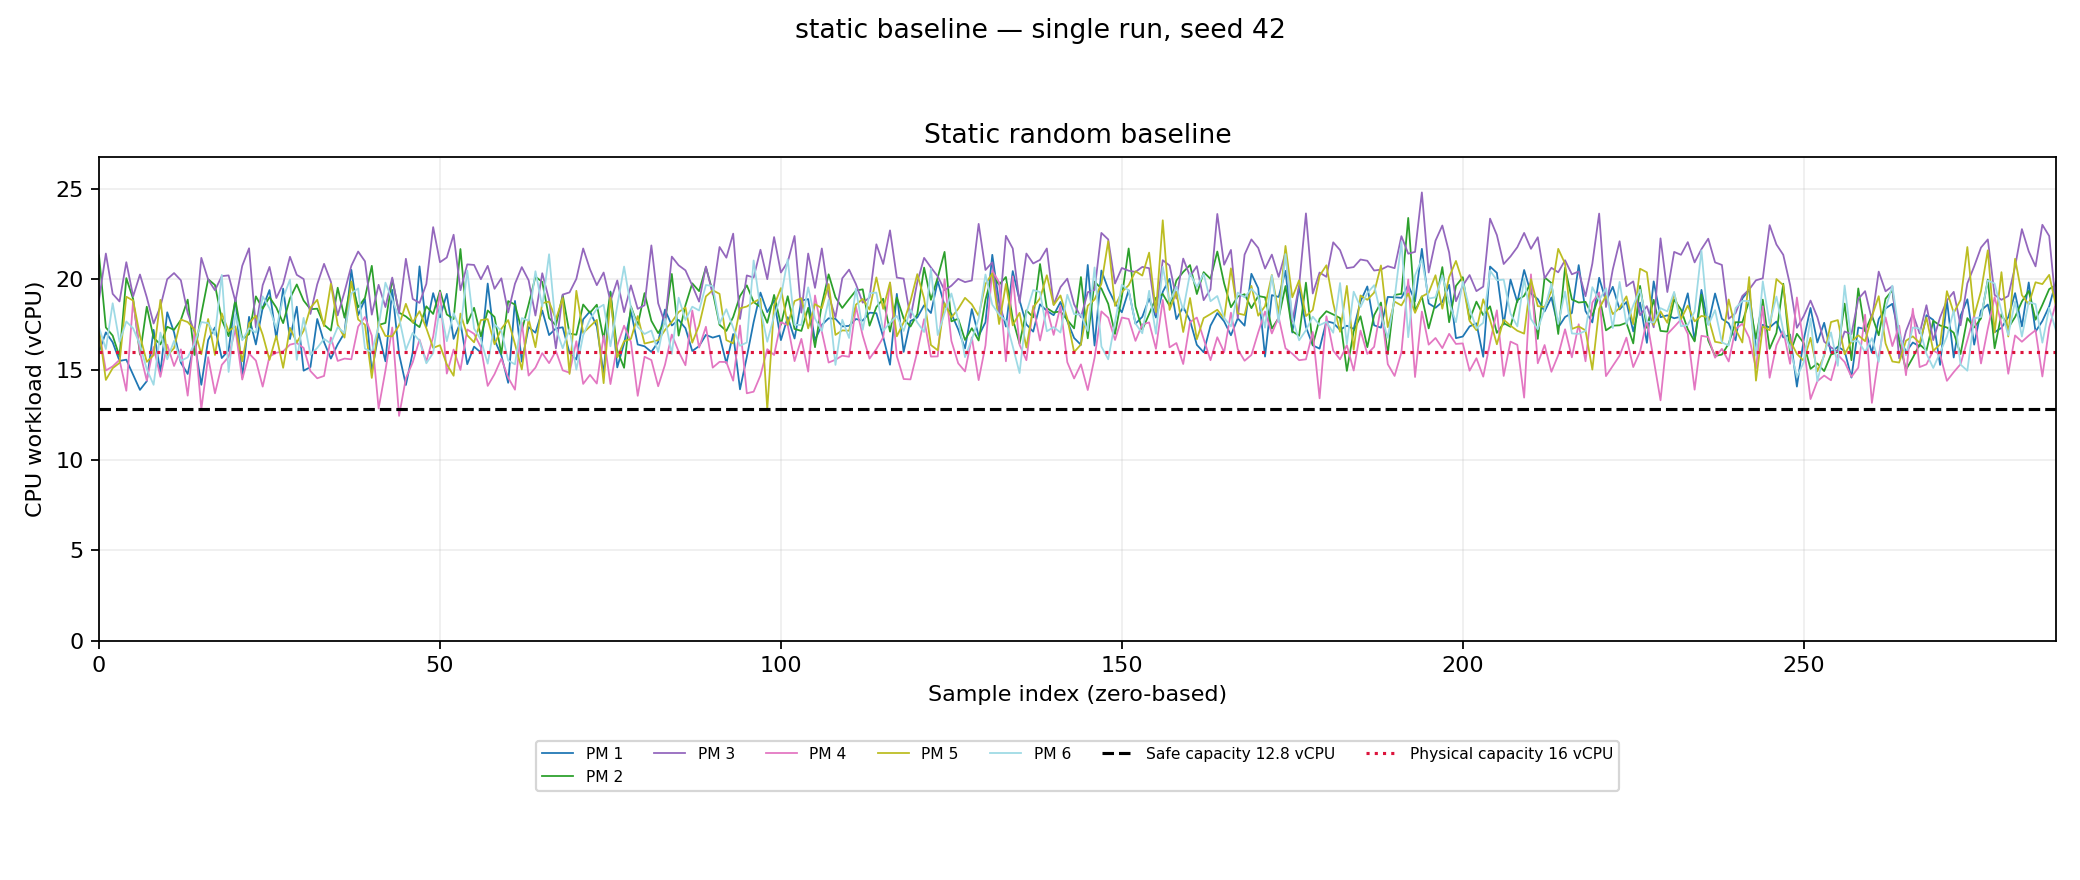 static baseline — single run, seed 42
Static random baseline
CPU workload (vCPU)
25
20
15
10
5
0
0 50 100 150 200 250
Sample index (zero-based)
PM 1 PM 3 PM 4 PM 5 PM 6 Safe capacity 12.8 vCPU Physical capacity 16 vCPU
PM 2